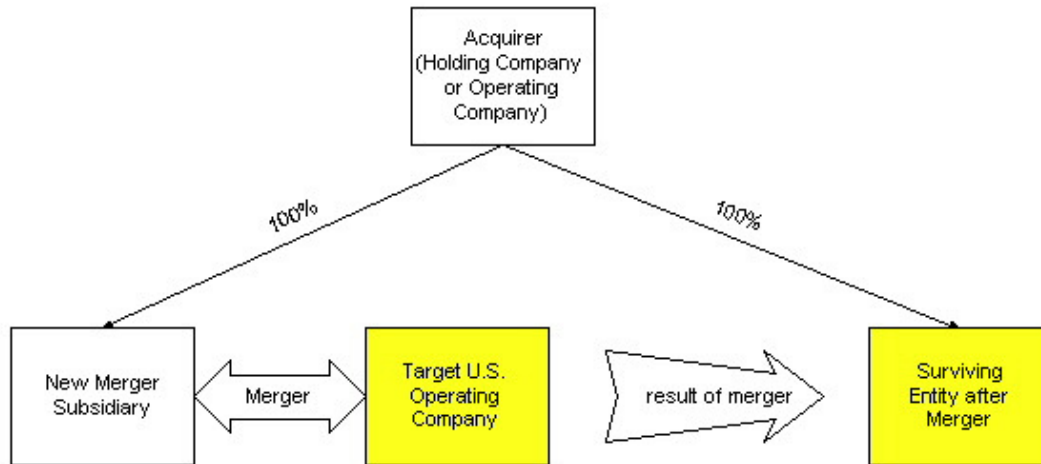 Acquirer
(Holding Company
or Operating
Company)
100%
100%
New Merger
Subsidiary
Merger
Target U.S.
Operating
Company
result of merger
Surviving
Entity after
Merger